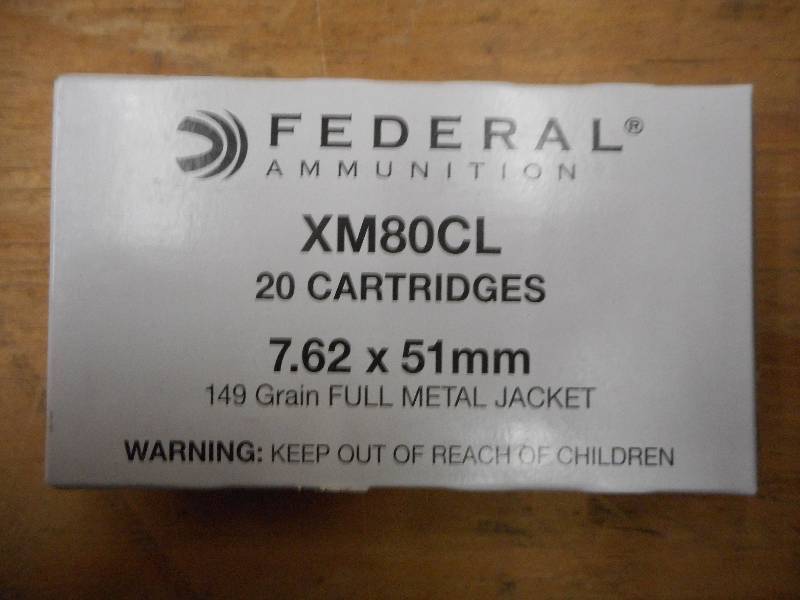 FEDERAL®
AMMUNITION
XM80CL
20 CARTRIDGES
7.62 x 51mm
149 Grain FULL METAL JACKET
WARNING: KEEP OUT OF REACH OF CHILDREN